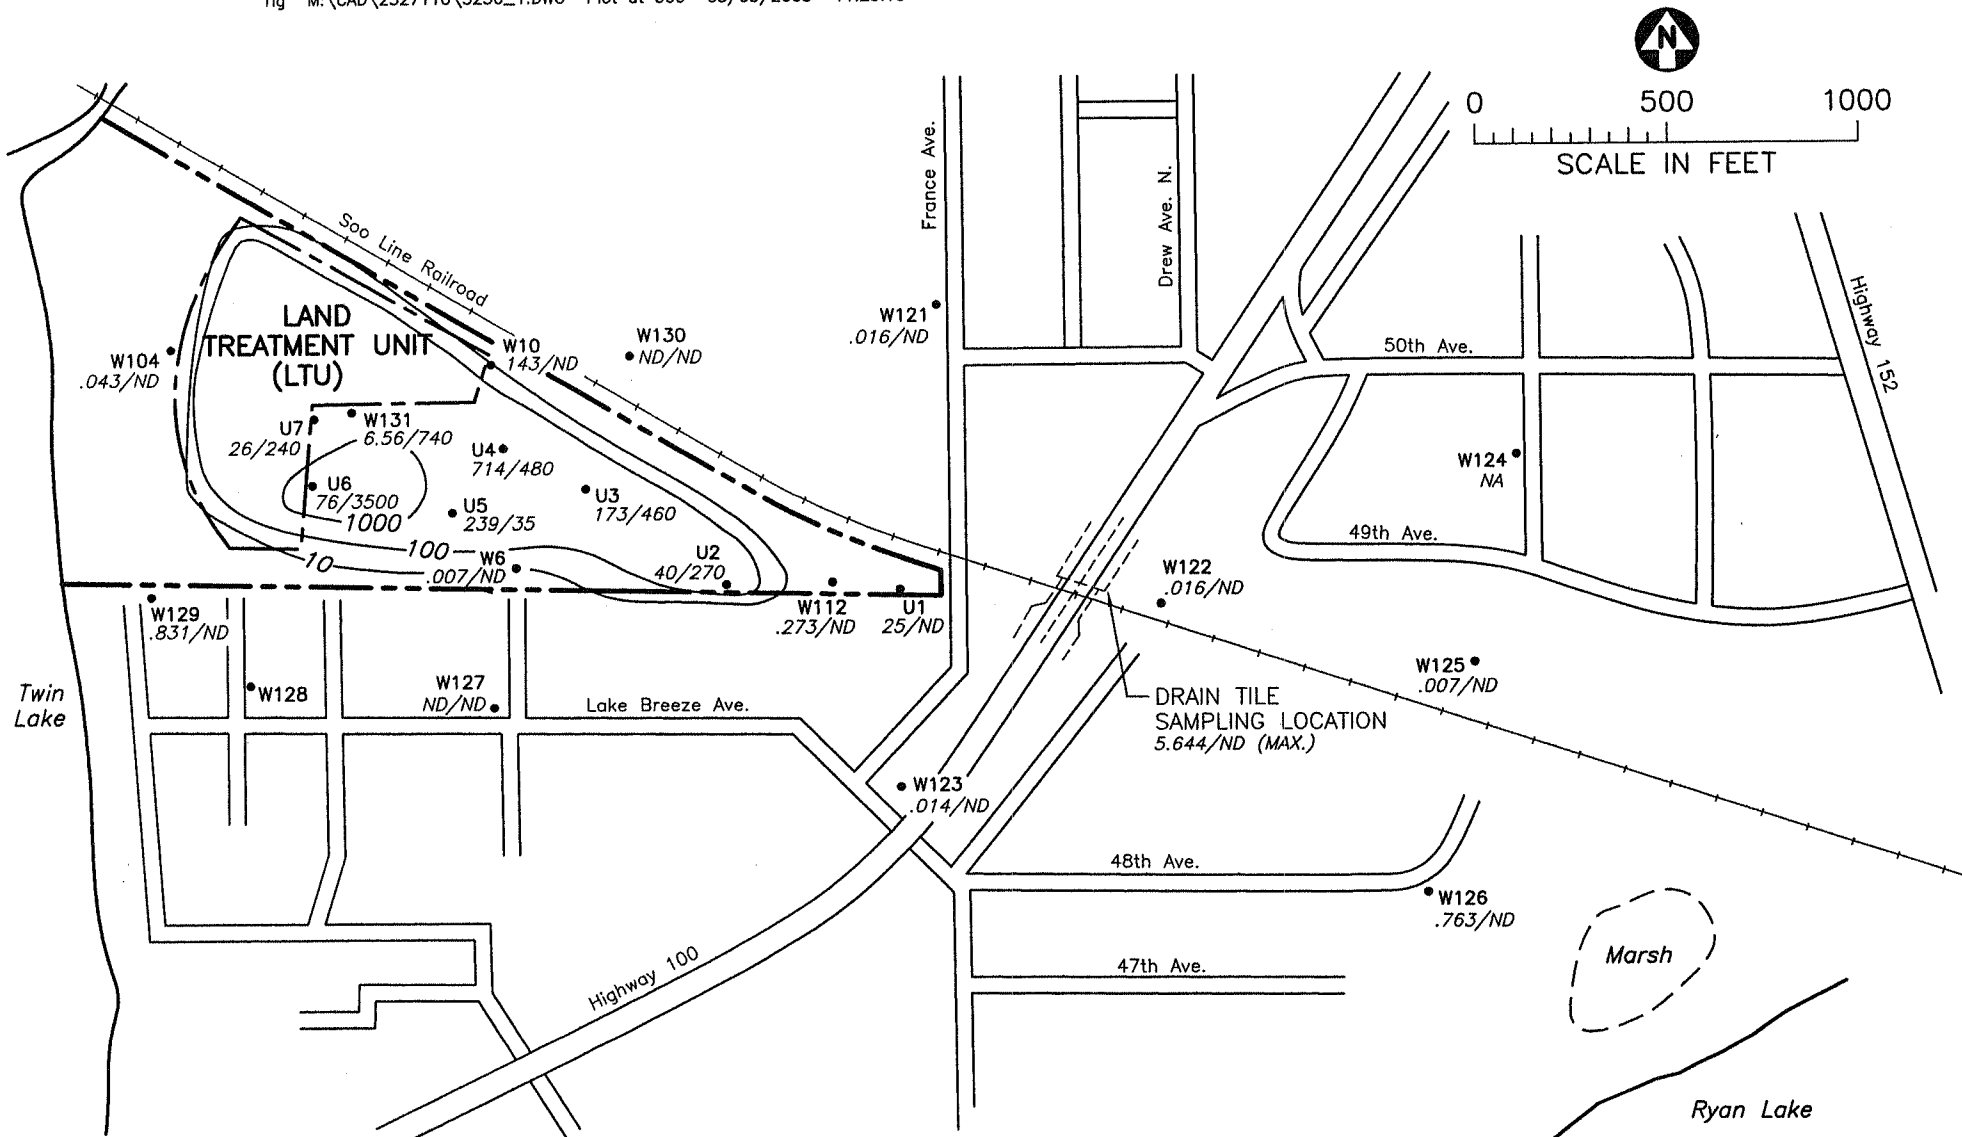 N
0 500 1000
SCALE IN FEET
France Ave.
Drew Ave. N.
Soo Line Railroad
Highway 152
LAND
TREATMENT UNIT
(LTU)
W104
.043/ND
W10
143/ND
W130
ND/ND
W121
.016/ND
50th Ave.
U7
26/240
W131
6.56/740
U4
714/480
W124
NA
U6
76/3500
1000
U5
239/35
U3
173/460
49th Ave.
10
100
W6
.007/ND
U2
40/270
W122
.016/ND
W129
.831/ND
W112
.273/ND
U1
25/ND
W125
.007/ND
Twin
Lake
W128
W127
ND/ND
Lake Breeze Ave.
DRAIN TILE
SAMPLING LOCATION
5.644/ND (MAX.)
W123
.014/ND
48th Ave.
W126
.763/ND
Highway 100
47th Ave.
Marsh
Ryan Lake